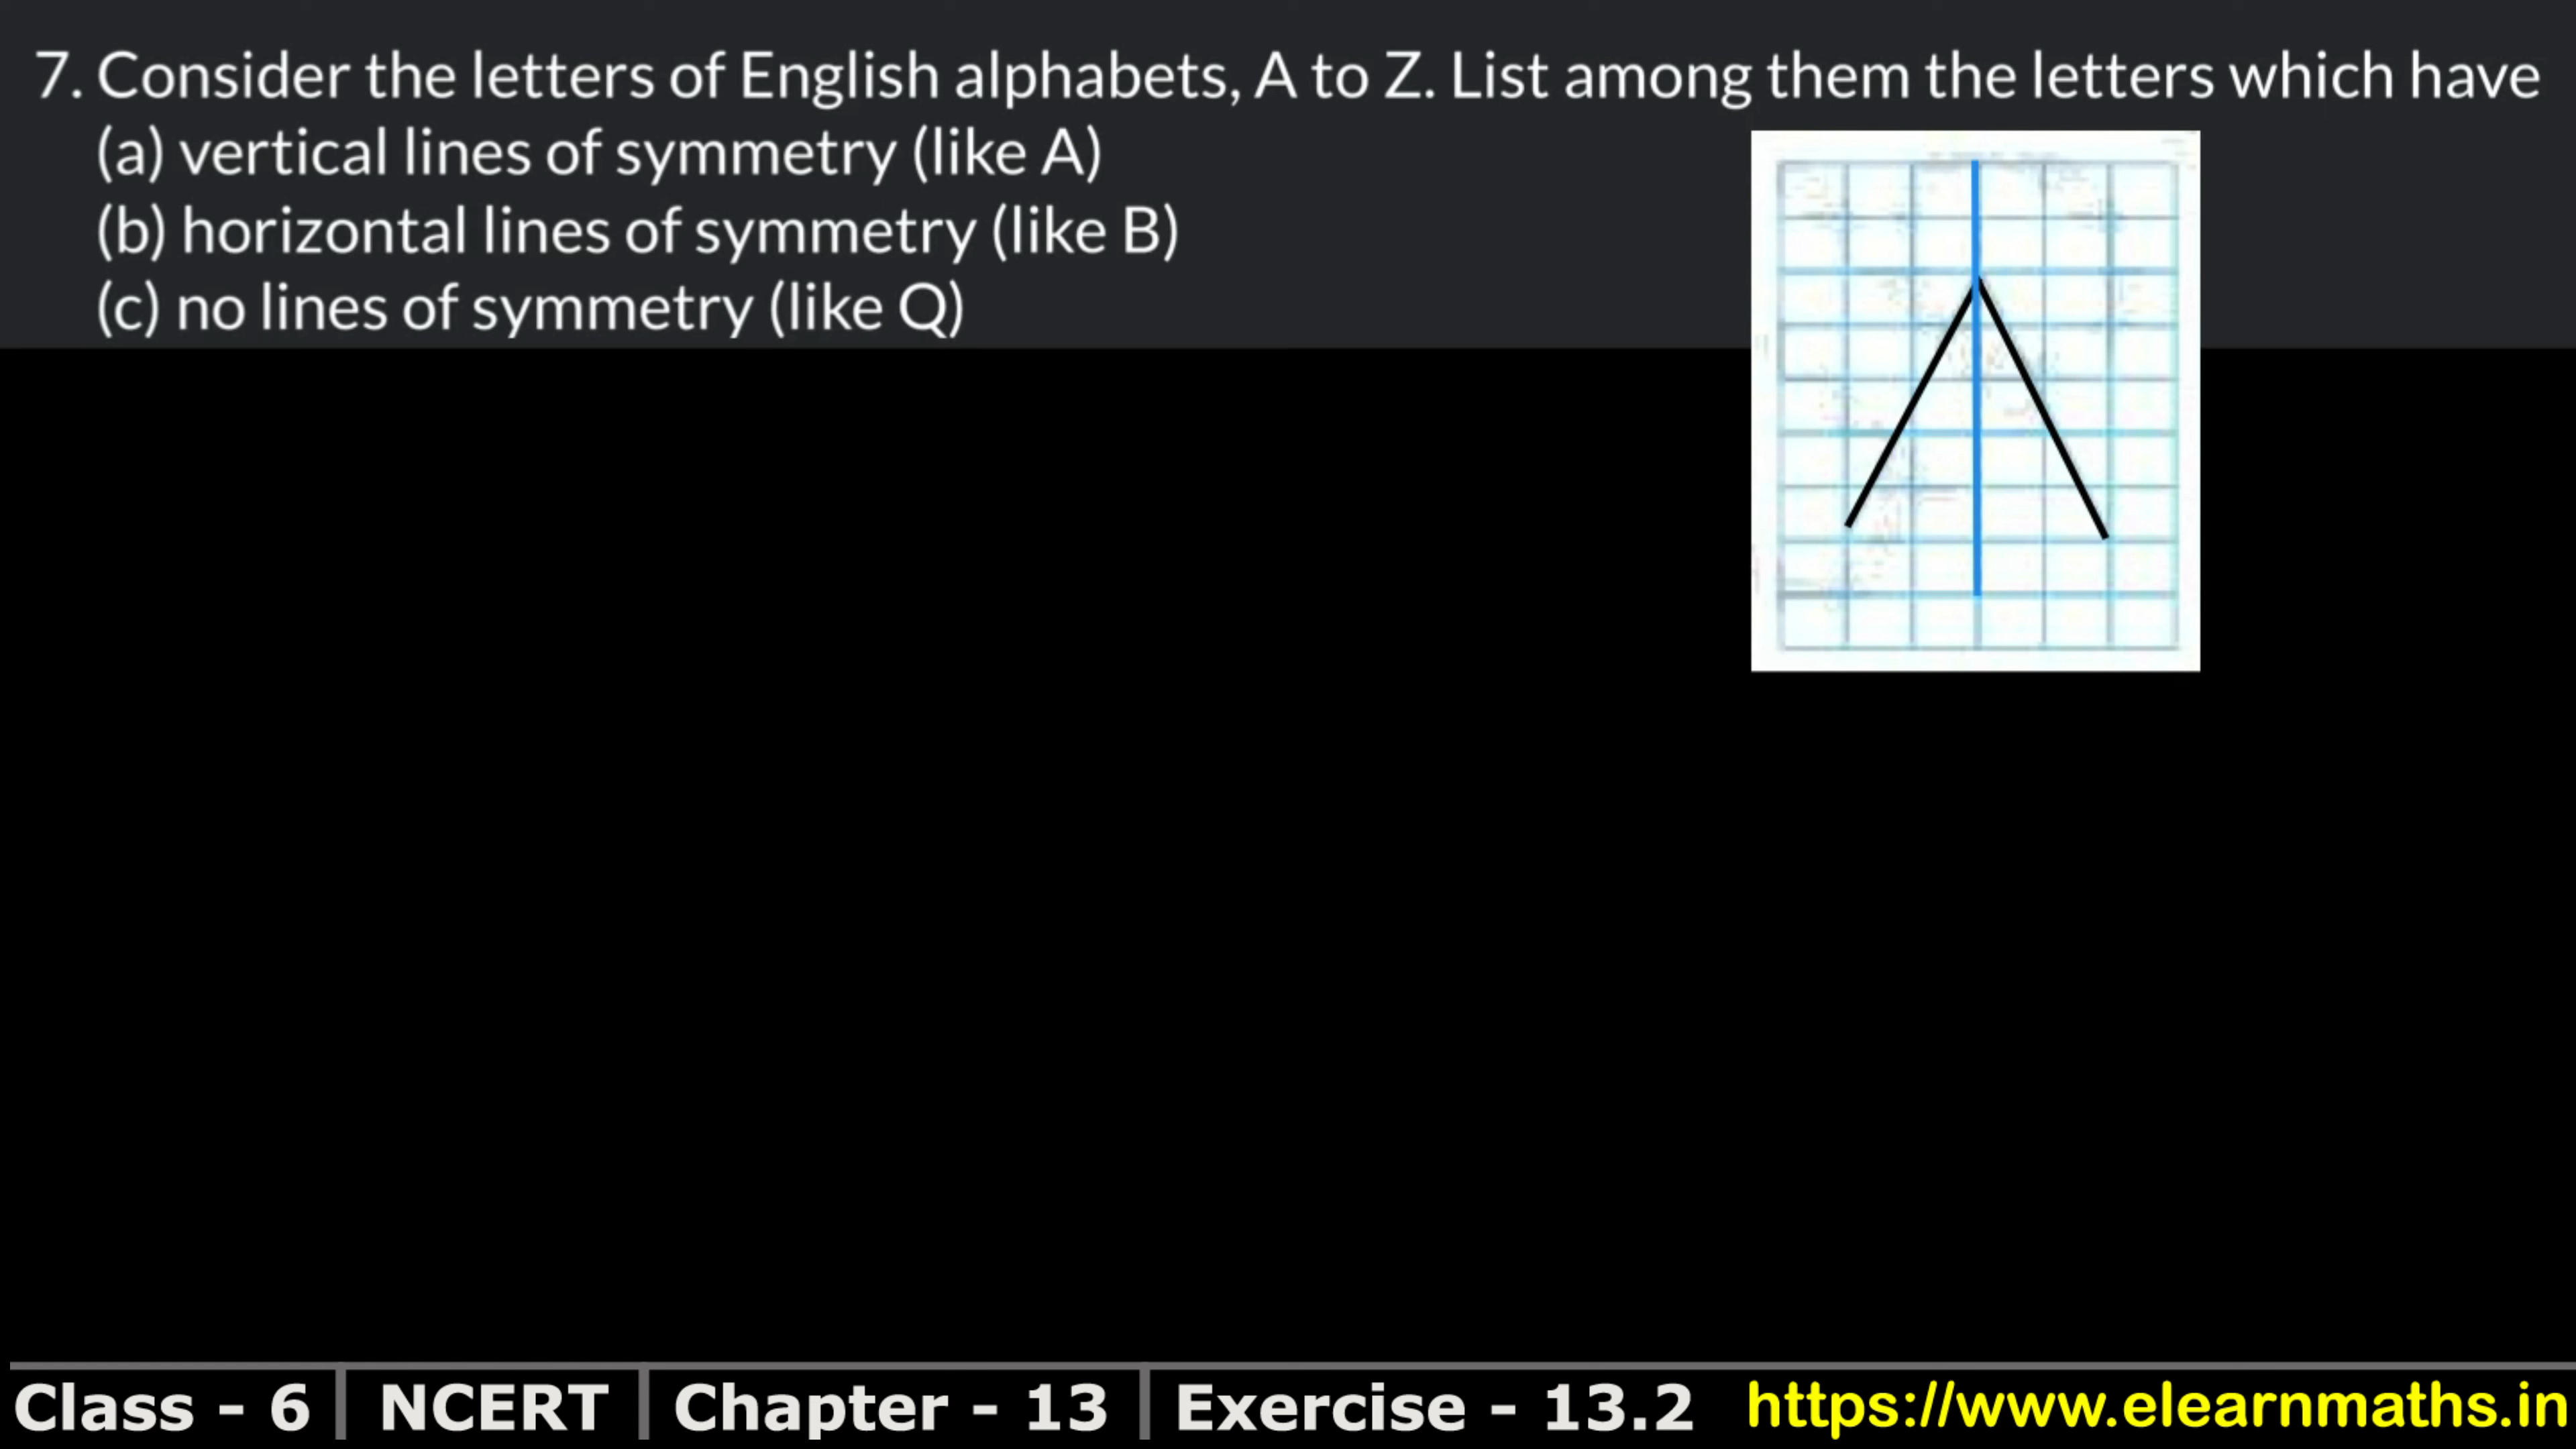 7. Consider the letters of English alphabets, A to Z. List among them the letters which have
(a) vertical lines of symmetry (like A)
(b) horizontal lines of symmetry (like B)
(c) no lines of symmetry (like Q)
Class - 6 NCERT Chapter - 13 Exercise - 13.2 https://www.elearnmaths.in